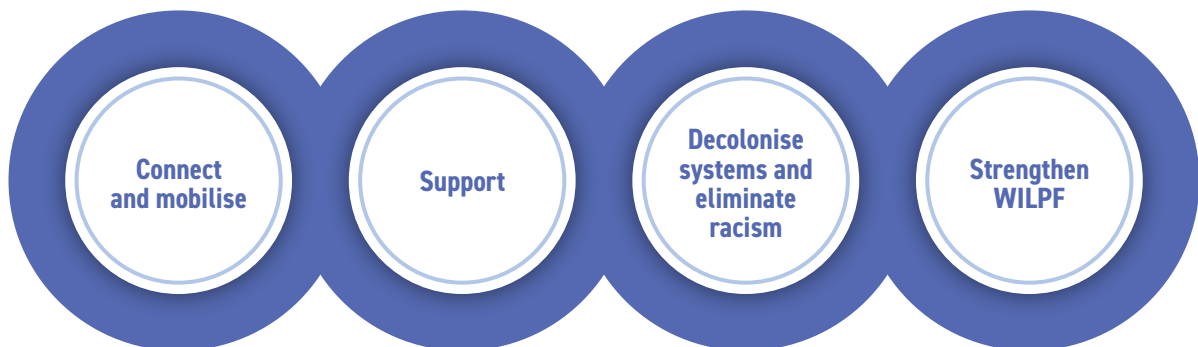 Connect
and mobilise
Support
Decolonise
systems and
eliminate
racism
Strengthen
WILPF